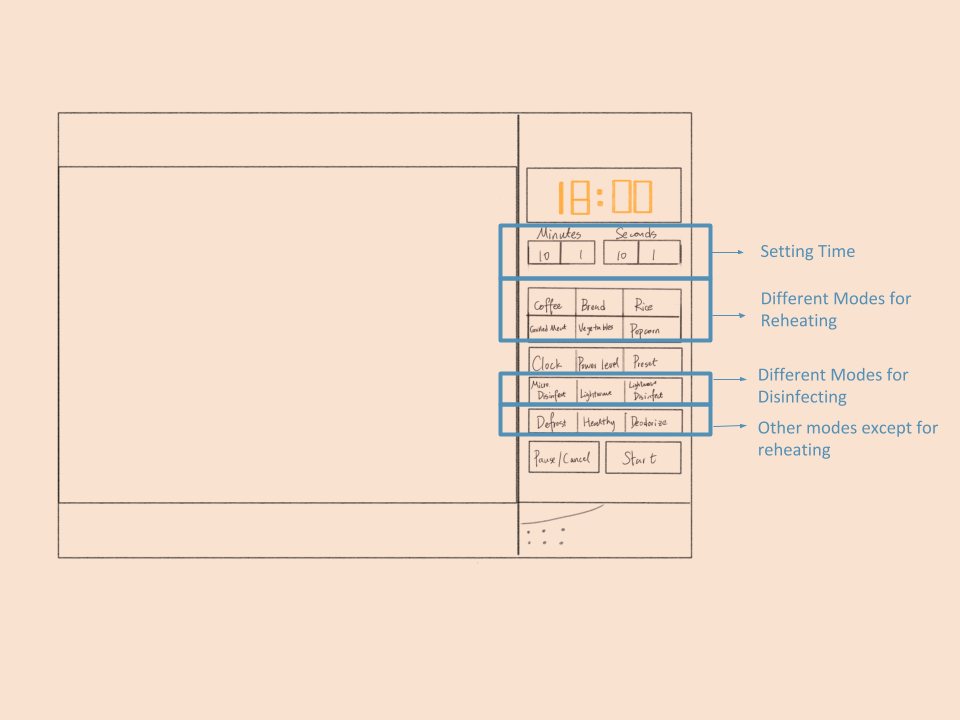 18:00
Minutes Seconds
10 1 10 1
Setting Time
Coffee Bread Rice
Cooked Meat Vegetables Popcorn
Different Modes for
Reheating
Clock Power level Preset
Micro. Disinfect Lightwave Lightwave Disinfect
Different Modes for
Disinfecting
Defrost Healthy Deodorize
Other modes except for
reheating
Pause/Cancel Start